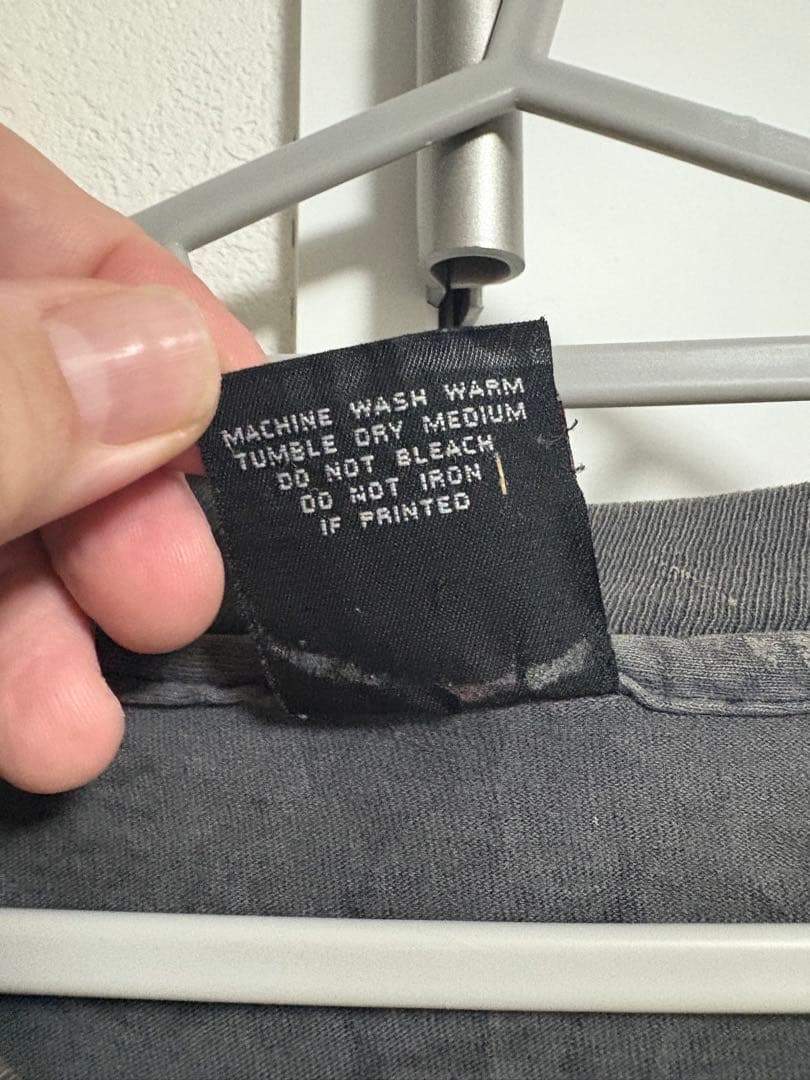 MACHINE WASH WARM
TUMBLE DRY MEDIUM
DO NOT BLEACH
DO NOT IRON
IF PRINTED